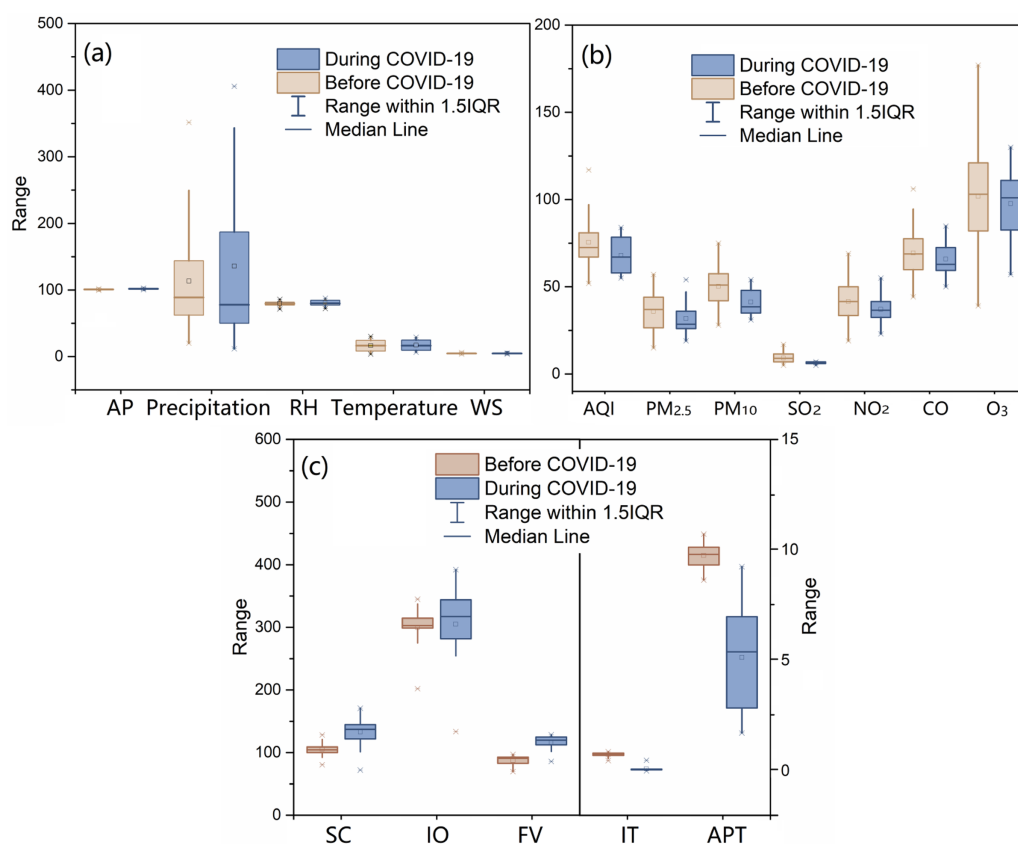 (a)
During COVID-19
Before COVID-19
Range within 1.5IQR
Median Line
Range
500
400
300
200
100
0
AP Precipitation RH Temperature WS
(b)
During COVID-19
Before COVID-19
Range within 1.5IQR
Median Line
200
150
100
50
0
AQI PM2.5 PM10 SO2 NO2 CO O3
(c)
Before COVID-19
During COVID-19
Range within 1.5IQR
Median Line
Range
600
500
400
300
200
100
0
15
10
5
0
Range
SC IO FV IT APT